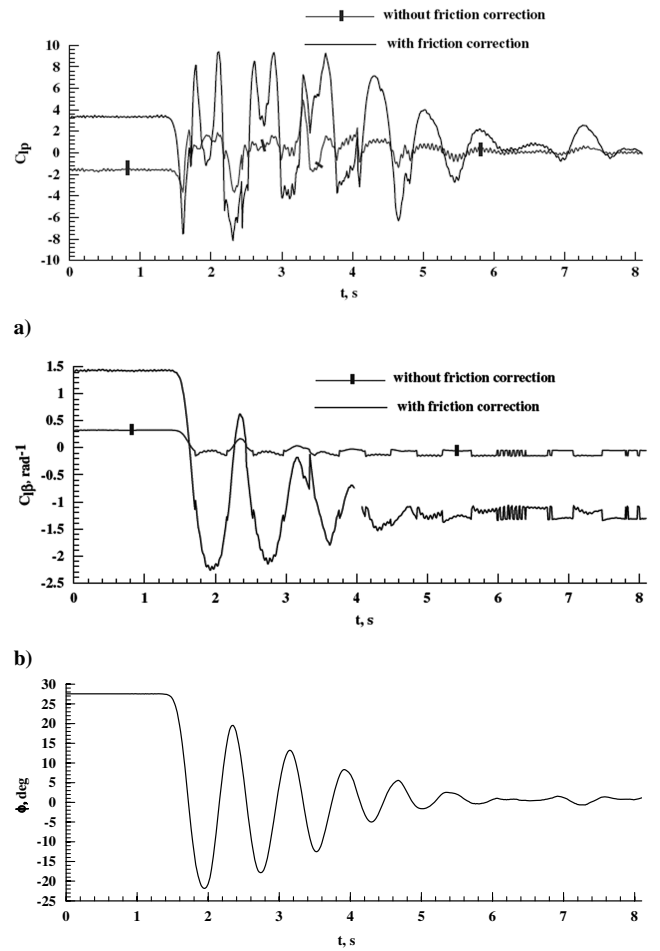 without friction correction
with friction correction
10
8
6
4
2
0
-2
-4
-6
-8
-10
Clp
0 1 2 3 4 5 6 7 8
t, s
a)
without friction correction
with friction correction
1.5
1
0.5
0
-0.5
-1
-1.5
-2
-2.5
Clβ, rad-1
0 1 2 3 4 5 6 7 8
t, s
b)
30
25
20
15
10
5
0
-5
-10
-15
-20
-25
ϕ, deg
0 1 2 3 4 5 6 7 8
t, s